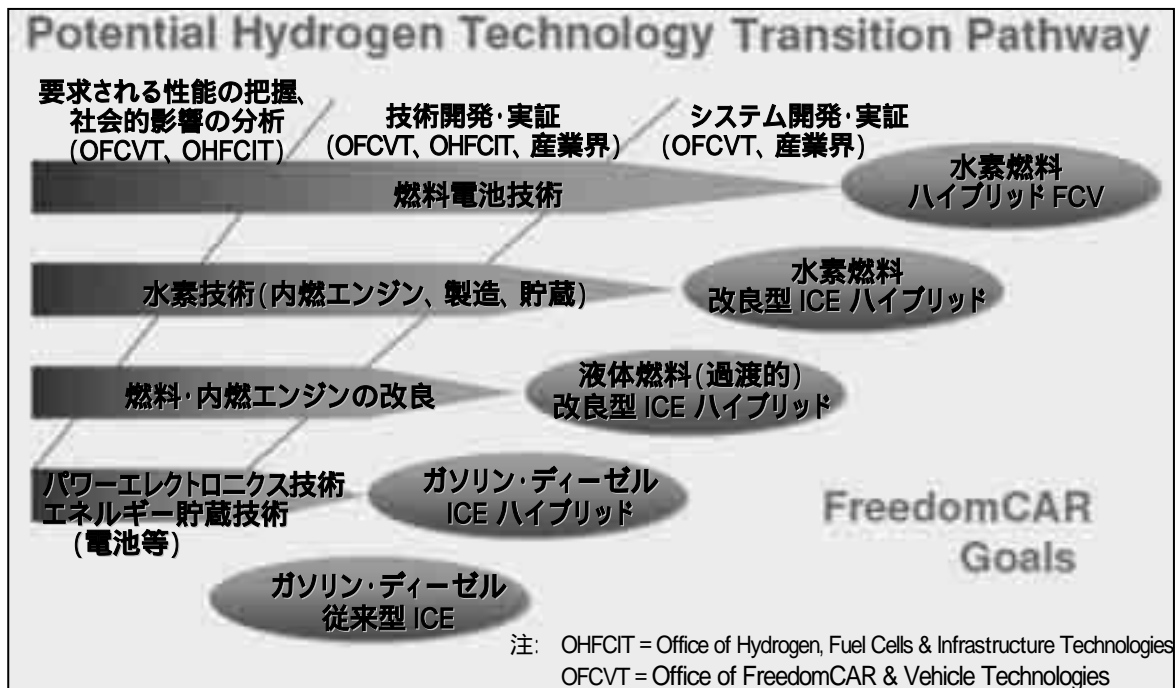 Potential Hydrogen Technology Transition Pathway
要求される性能の把握、
社会的影響の分析
(OFCVT、OHFCIT)
技術開発・実証
(OFCVT、OHFCIT、産業界)
システム開発・実証
(OFCVT、産業界)
燃料電池技術
水素燃料
ハイブリッド FCV
水素技術(内燃エンジン、製造、貯蔵)
水素燃料
改良型 ICE ハイブリッド
燃料・内燃エンジンの改良
液体燃料(過渡的)
改良型 ICE ハイブリッド
パワーエレクトロニクス技術
エネルギー貯蔵技術
(電池等)
ガソリン・ディーゼル
ICE ハイブリッド
FreedomCAR
Goals
ガソリン・ディーゼル
従来型 ICE
注: OHFCIT = Office of Hydrogen, Fuel Cells & Infrastructure Technologies
OFCVT = Office of FreedomCAR & Vehicle Technologies